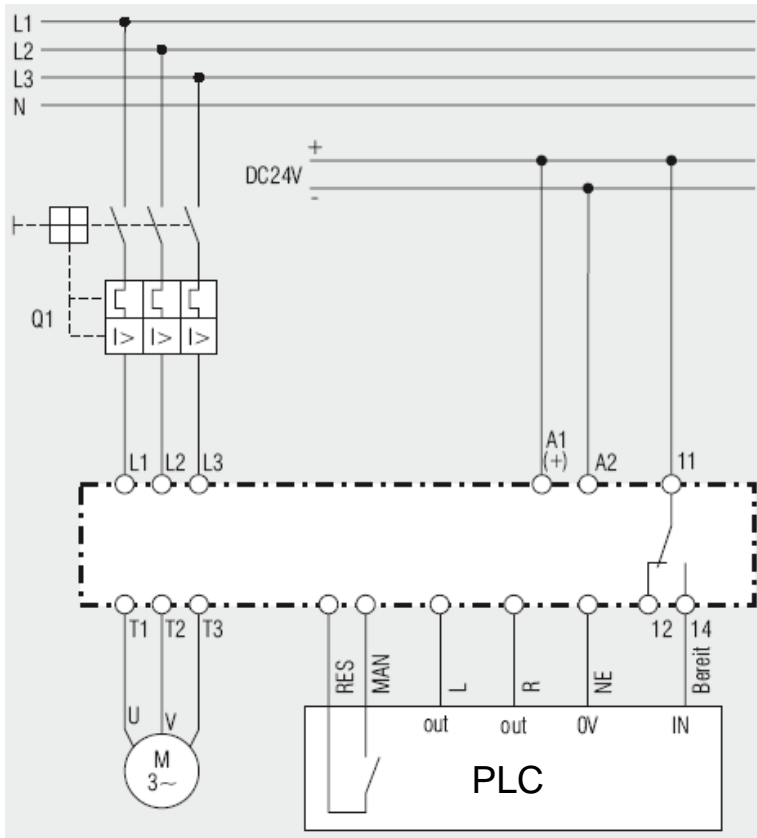 L1
L2
L3
N
+
DC24V
-
Q1
I> I> I>
L1 L2 L3
A1
(+)
A2
11
T1 T2 T3
12 14
RES
MAN
L
R
NE
Bereit
U
V
out out 0V IN
M
3~
PLC